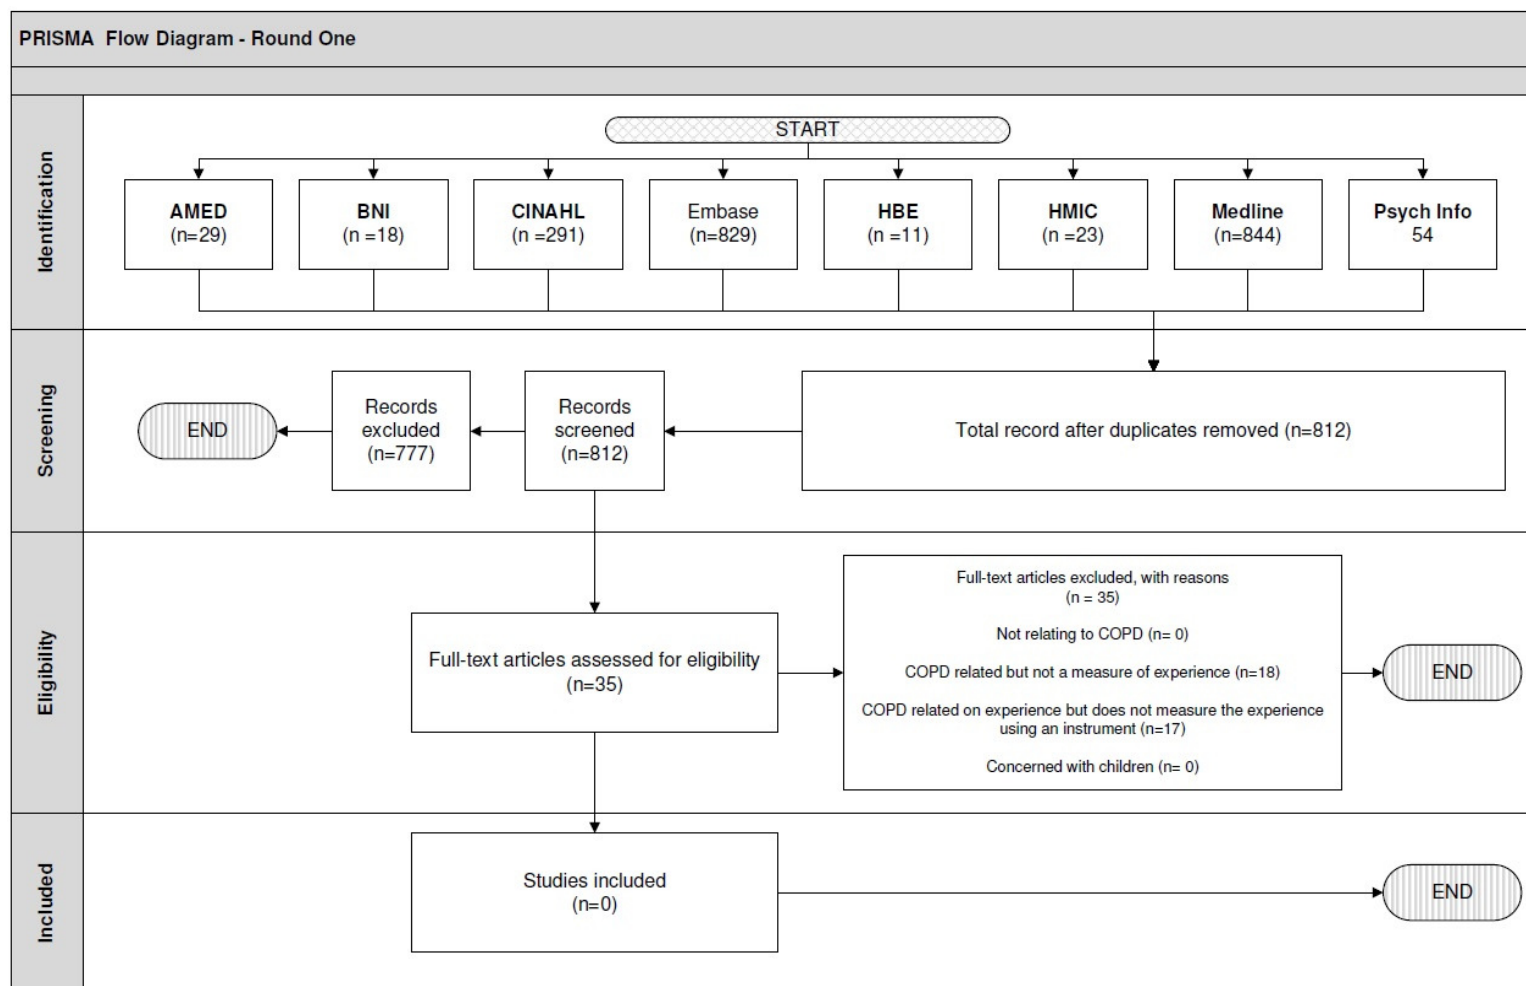 PRISMA Flow Diagram - Round One
Identification
START
AMED
(n=29)
BNI
(n =18)
CINAHL
(n =291)
Embase
(n=829)
HBE
(n =11)
HMIC
(n =23)
Medline
(n=844)
Psych Info
54
Screening
END
Records
excluded
(n=777)
Records
screened
(n=812)
Total record after duplicates removed (n=812)
Eligibility
Full-text articles assessed for eligibility
(n=35)
Full-text articles excluded, with reasons
(n = 35)
Not relating to COPD (n= 0)
COPD related but not a measure of experience (n=18)
COPD related on experience but does not measure the experience
using an instrument (n=17)
Concerned with children (n= 0)
END
Included
Studies included
(n=0)
END